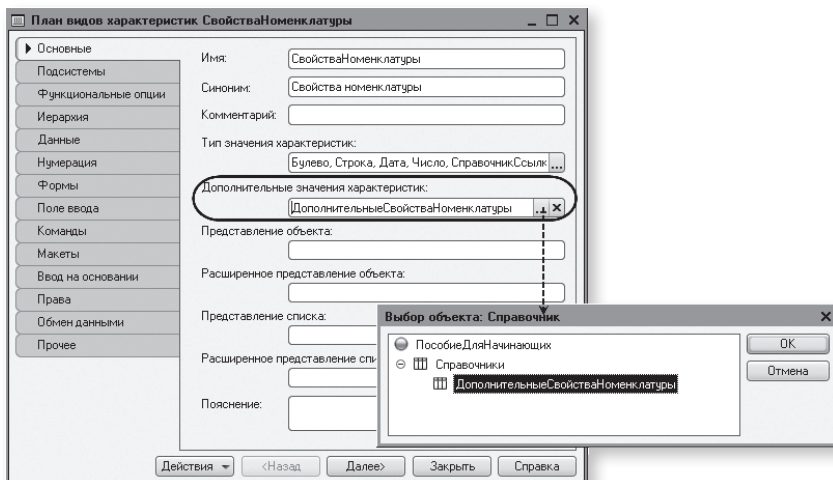 План видов характеристик СвойстваНоменклатуры
Основные
Подсистемы
Функциональные опции
Иерархия
Данные
Нумерация
Формы
Поле ввода
Команды
Макеты
Ввод на основании
Права
Обмен данными
Прочее
Имя: СвойстваНоменклатуры
Синоним: Свойства номенклатуры
Комментарий:
Тип значения характеристик:
Булево, Строка, Дата, Число, СправочникСсылк ...
Дополнительные значения характеристик:
ДополнительныеСвойстваНоменклатуры ...
Представление объекта:
Расширенное представление объекта:
Представление списка:
Расширенное представление спи
Пояснение:
Действия
<Назад
Далее>
Закрыть
Справка
Выбор объекта: Справочник
ПособиеДляНачинающих
Справочники
ДополнительныеСвойстваНоменклатуры
OK
Отмена